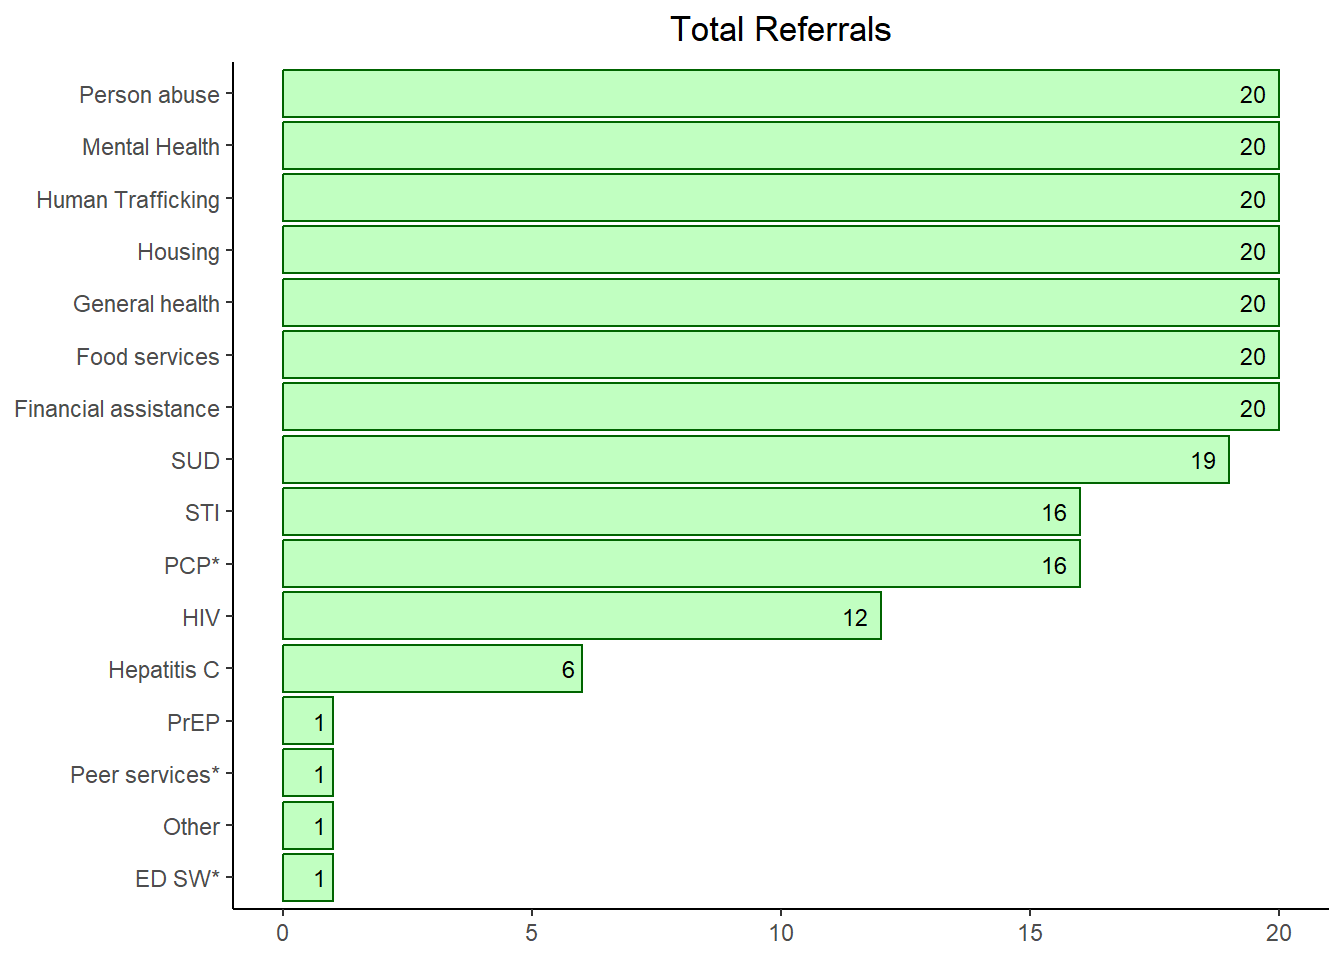 Total Referrals
Person abuse 20
Mental Health 20
Human Trafficking 20
Housing 20
General health 20
Food services 20
Financial assistance 20
SUD 19
STI 16
PCP* 16
HIV 12
Hepatitis C 6
PrEP 1
Peer services* 1
Other 1
ED SW* 1
0 5 10 15 20